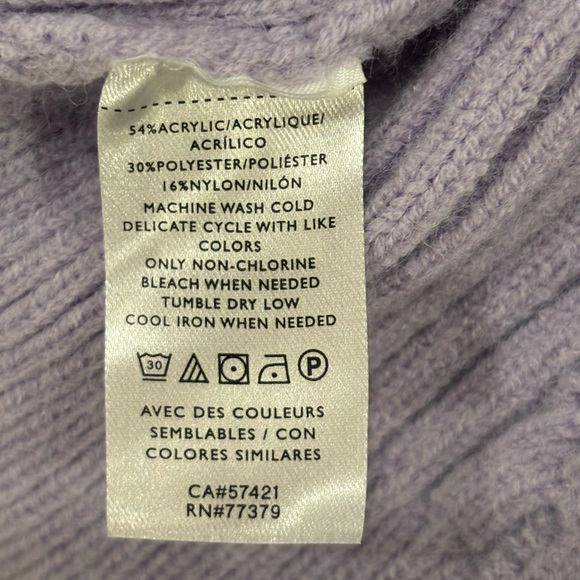 54%ACRYLIC/ACRYLIQUE/
ACRÍLICO
30%POLYESTER/POLIÉSTER
16%NYLON/NILÓN
MACHINE WASH COLD
DELICATE CYCLE WITH LIKE
COLORS
ONLY NON-CHLORINE
BLEACH WHEN NEEDED
TUMBLE DRY LOW
COOL IRON WHEN NEEDED
30 P
AVEC DES COULEURS
SEMBLABLES / CON
COLORES SIMILARES
CA#57421
RN#77379